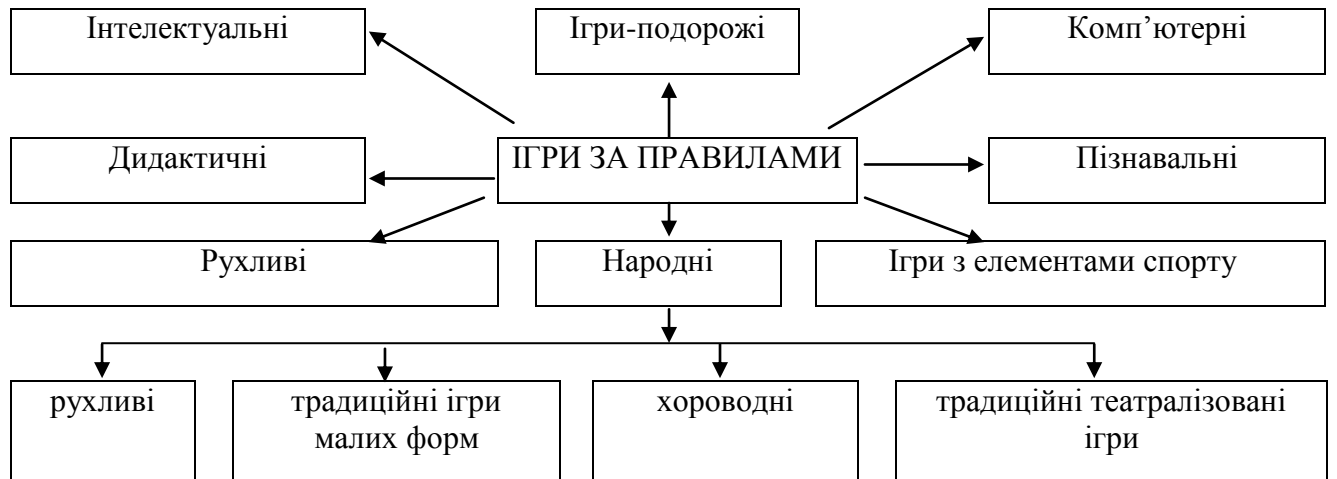 Інтелектуальні
Ігри-подорожі
Комп’ютерні
Дидактичні
ІГРИ ЗА ПРАВИЛАМИ
Пізнавальні
Рухливі
Народні
Ігри з елементами спорту
рухливі
традиційні ігри
малих форм
хороводні
традиційні театралізовані
ігри